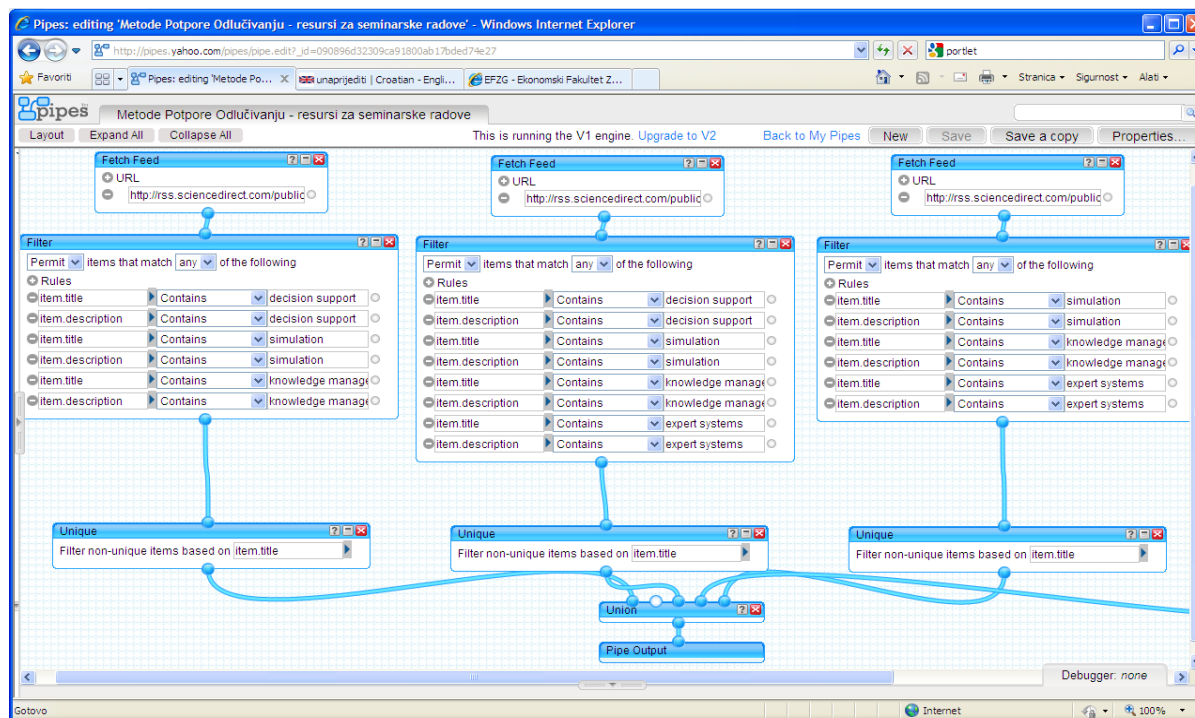 Pipes: editing 'Metode Potpore Odlučivanju - resursi za seminarske radove' - Windows Internet Explorer
http://pipes.yahoo.com/pipes/pipe.edit?_id=090896d32309ca91800ab17bded74e27
portlet
Favoriti
Pipes: editing 'Metode Po...
unaprijediti | Croatian - Engli...
EFZG - Ekonomski Fakultet Z...
Stranica
Sigurnost
Alati
pipes
Metode Potpore Odlučivanju - resursi za seminarske radove
Layout
Expand All
Collapse All
This is running the V1 engine. Upgrade to V2
Back to My Pipes
New
Save
Save a copy
Properties...
Fetch Feed
URL
http://rss.sciencedirect.com/public
Filter
Permit items that match any of the following
Rules
item.title Contains decision support
item.description Contains decision support
item.title Contains simulation
item.description Contains simulation
item.title Contains knowledge manage
item.description Contains knowledge manage
Unique
Filter non-unique items based on item.title
Fetch Feed
URL
http://rss.sciencedirect.com/public
Filter
Permit items that match any of the following
Rules
item.title Contains decision support
item.description Contains decision support
item.title Contains simulation
item.description Contains simulation
item.title Contains knowledge manage
item.description Contains knowledge manage
item.title Contains expert systems
item.description Contains expert systems
Unique
Filter non-unique items based on item.title
Fetch Feed
URL
http://rss.sciencedirect.com/public
Filter
Permit items that match any of the following
Rules
item.title Contains simulation
item.description Contains simulation
item.title Contains knowledge manage
item.description Contains knowledge manage
item.title Contains expert systems
item.description Contains expert systems
Unique
Filter non-unique items based on item.title
Union
Pipe Output
Debugger: none
Gotovo
Internet
100%